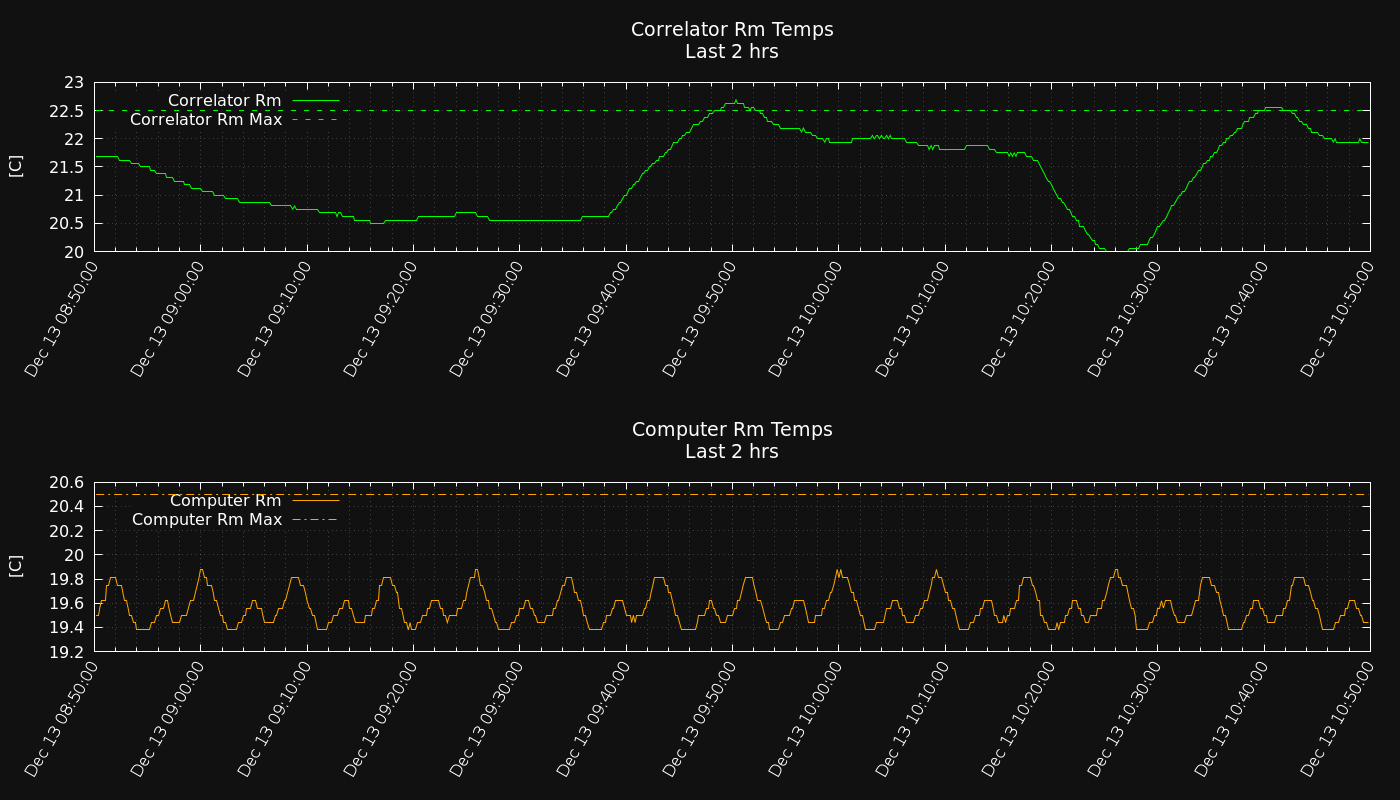 Correlator Rm Temps
Last 2 hrs
[C]
23
22.5
22
21.5
21
20.5
20
Correlator Rm
Correlator Rm Max
Dec 13 08:50:00
Dec 13 09:00:00
Dec 13 09:10:00
Dec 13 09:20:00
Dec 13 09:30:00
Dec 13 09:40:00
Dec 13 09:50:00
Dec 13 10:00:00
Dec 13 10:10:00
Dec 13 10:20:00
Dec 13 10:30:00
Dec 13 10:40:00
Dec 13 10:50:00
Computer Rm Temps
Last 2 hrs
[C]
20.6
20.4
20.2
20
19.8
19.6
19.4
19.2
Computer Rm
Computer Rm Max
Dec 13 08:50:00
Dec 13 09:00:00
Dec 13 09:10:00
Dec 13 09:20:00
Dec 13 09:30:00
Dec 13 09:40:00
Dec 13 09:50:00
Dec 13 10:00:00
Dec 13 10:10:00
Dec 13 10:20:00
Dec 13 10:30:00
Dec 13 10:40:00
Dec 13 10:50:00